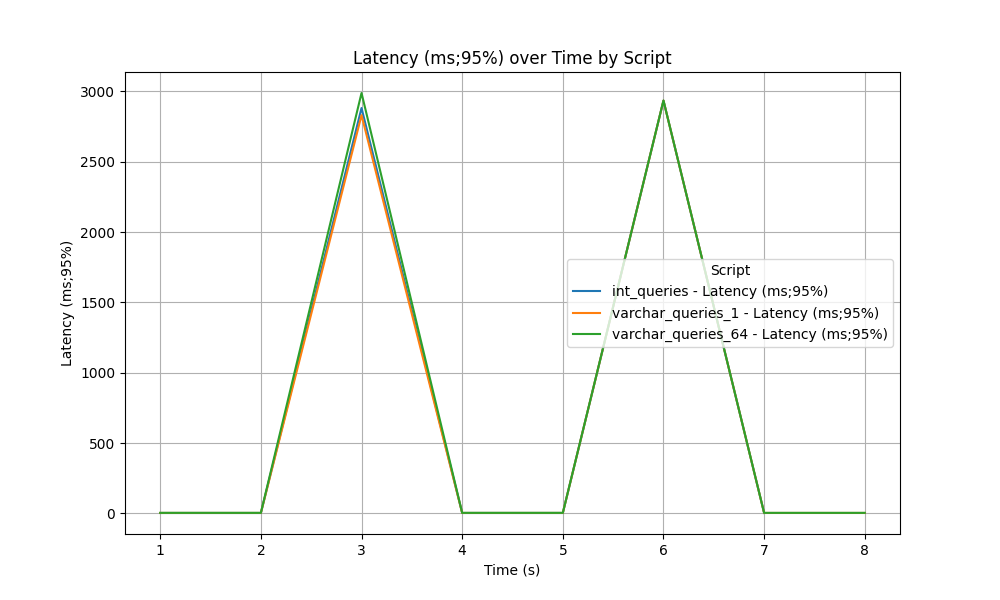 Latency (ms;95%) over Time by Script
3000
2500
2000
1500
1000
500
0
Latency (ms;95%)
Script
int_queries - Latency (ms;95%)
varchar_queries_1 - Latency (ms;95%)
varchar_queries_64 - Latency (ms;95%)
1 2 3 4 5 6 7 8
Time (s)